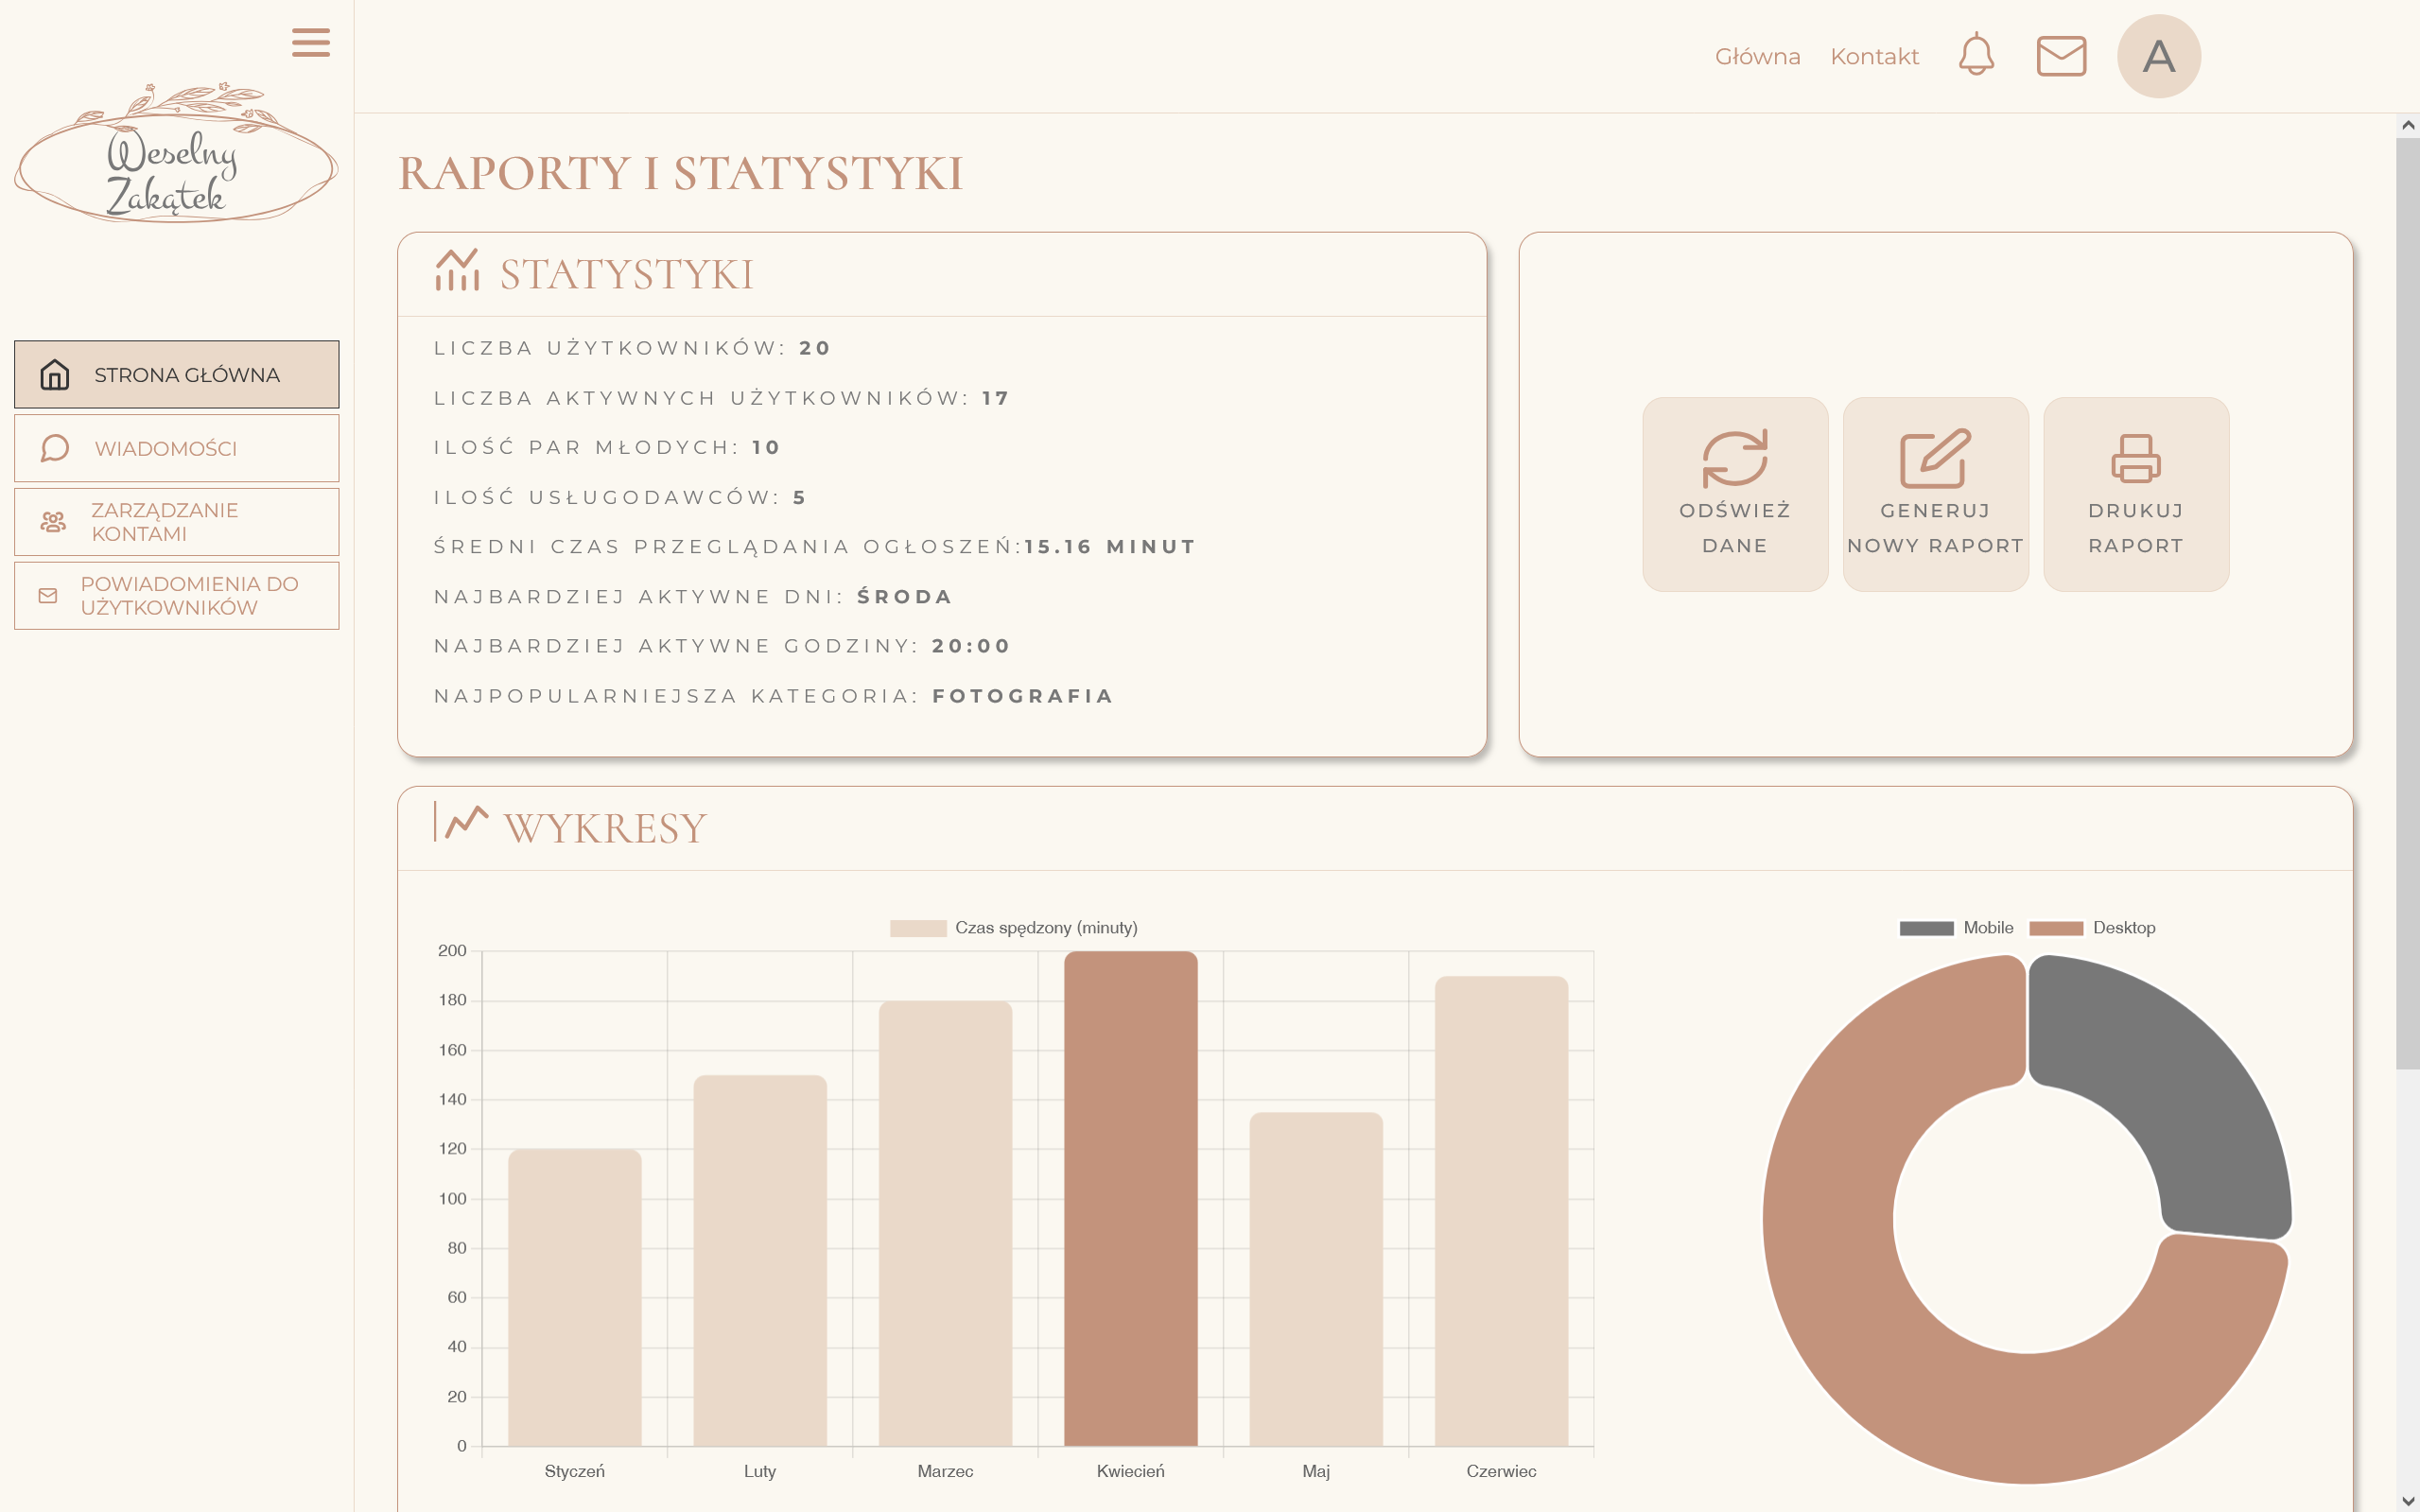 Główna Kontakt A
Weselny
Zakątek
STRONA GŁÓWNA
WIADOMOŚCI
ZARZĄDZANIE
KONTAMI
POWIADOMIENIA DO
UŻYTKOWNIKÓW
RAPORTY I STATYSTYKI
STATYSTYKI
LICZBA UŻYTKOWNIKÓW: 20
LICZBA AKTYWNYCH UŻYTKOWNIKÓW: 17
ILOŚĆ PAR MŁODYCH: 10
ILOŚĆ USŁUGODAWCÓW: 5
ŚREDNI CZAS PRZEGLĄDANIA OGŁOSZEŃ:15.16 MINUT
NAJBARDZIEJ AKTYWNE DNI: ŚRODA
NAJBARDZIEJ AKTYWNE GODZINY: 20:00
NAJPOPULARNIEJSZA KATEGORIA: FOTOGRAFIA
ODŚWIEŻ
DANE
GENERUJ
NOWY RAPORT
DRUKUJ
RAPORT
WYKRESY
Czas spędzony (minuty)
200
180
160
140
120
100
80
60
40
20
0
Styczeń Luty Marzec Kwiecień Maj Czerwiec
Mobile Desktop